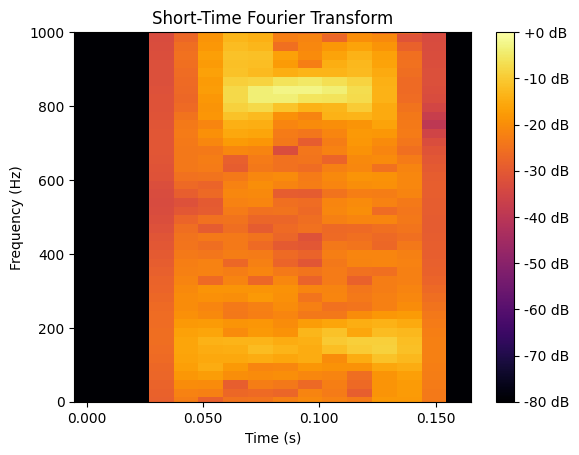 Short-Time Fourier Transform
1000
800
600
400
200
0
Frequency (Hz)
0.000
0.050
0.100
0.150
Time (s)
+0 dB
-10 dB
-20 dB
-30 dB
-40 dB
-50 dB
-60 dB
-70 dB
-80 dB